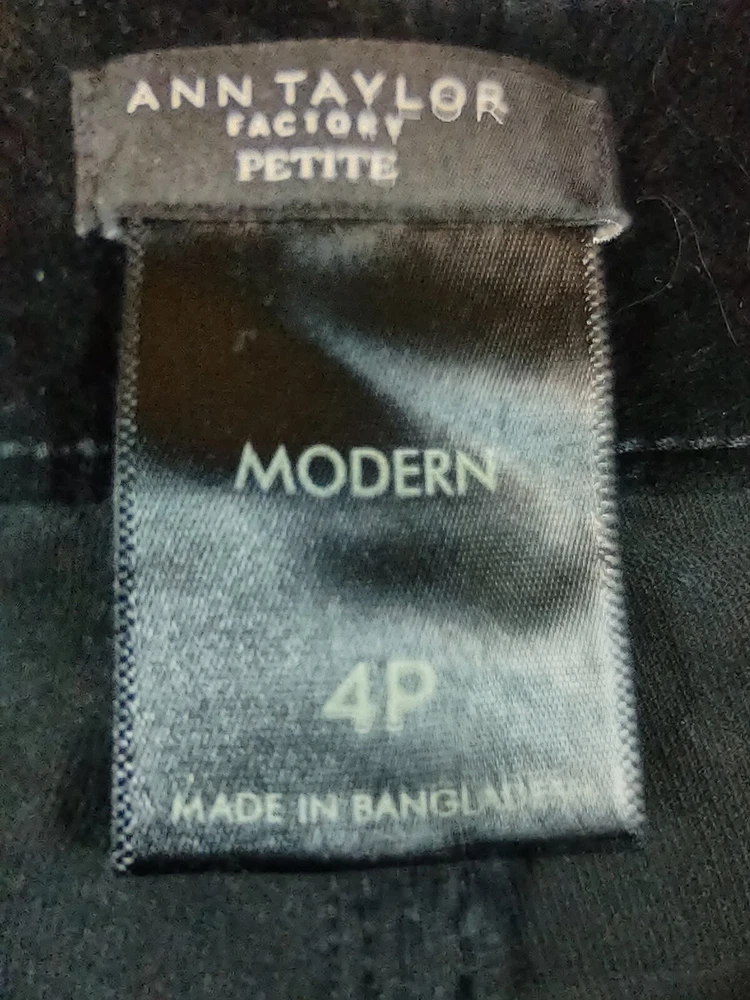 ANN TAYLOR
FACTORY
PETITE
MODERN
4P
MADE IN BANGLADESH